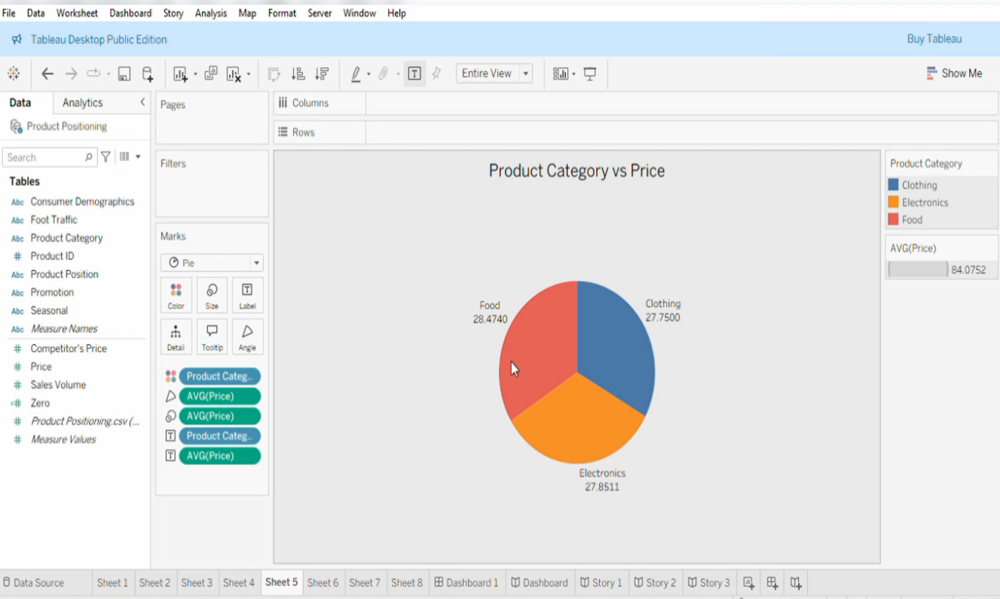 File Data Worksheet Dashboard Story Analysis Map Format Server Window Help
Tableau Desktop Public Edition
Buy Tableau
Entire View
Show Me
Data
Analytics
Product Positioning
Search
Tables
Abc Consumer Demographics
Abc Foot Traffic
Abc Product Category
# Product ID
Abc Product Position
Abc Promotion
Abc Seasonal
Abc Measure Names
# Competitor's Price
# Price
# Sales Volume
# Zero
# Product Positioning.csv (...
# Measure Values
Pages
Filters
Marks
Pie
Color Size Label
Detail Tooltip Angle
Product Categ..
AVG(Price)
AVG(Price)
Product Categ..
AVG(Price)
Columns
Rows
Product Category vs Price
Food
28.4740
Clothing
27.7500
Electronics
27.8511
Product Category
Clothing
Electronics
Food
AVG(Price)
84.0752
Data Source Sheet 1 Sheet 2 Sheet 3 Sheet 4 Sheet 5 Sheet 6 Sheet 7 Sheet 8 Dashboard 1 Dashboard Story 1 Story 2 Story 3